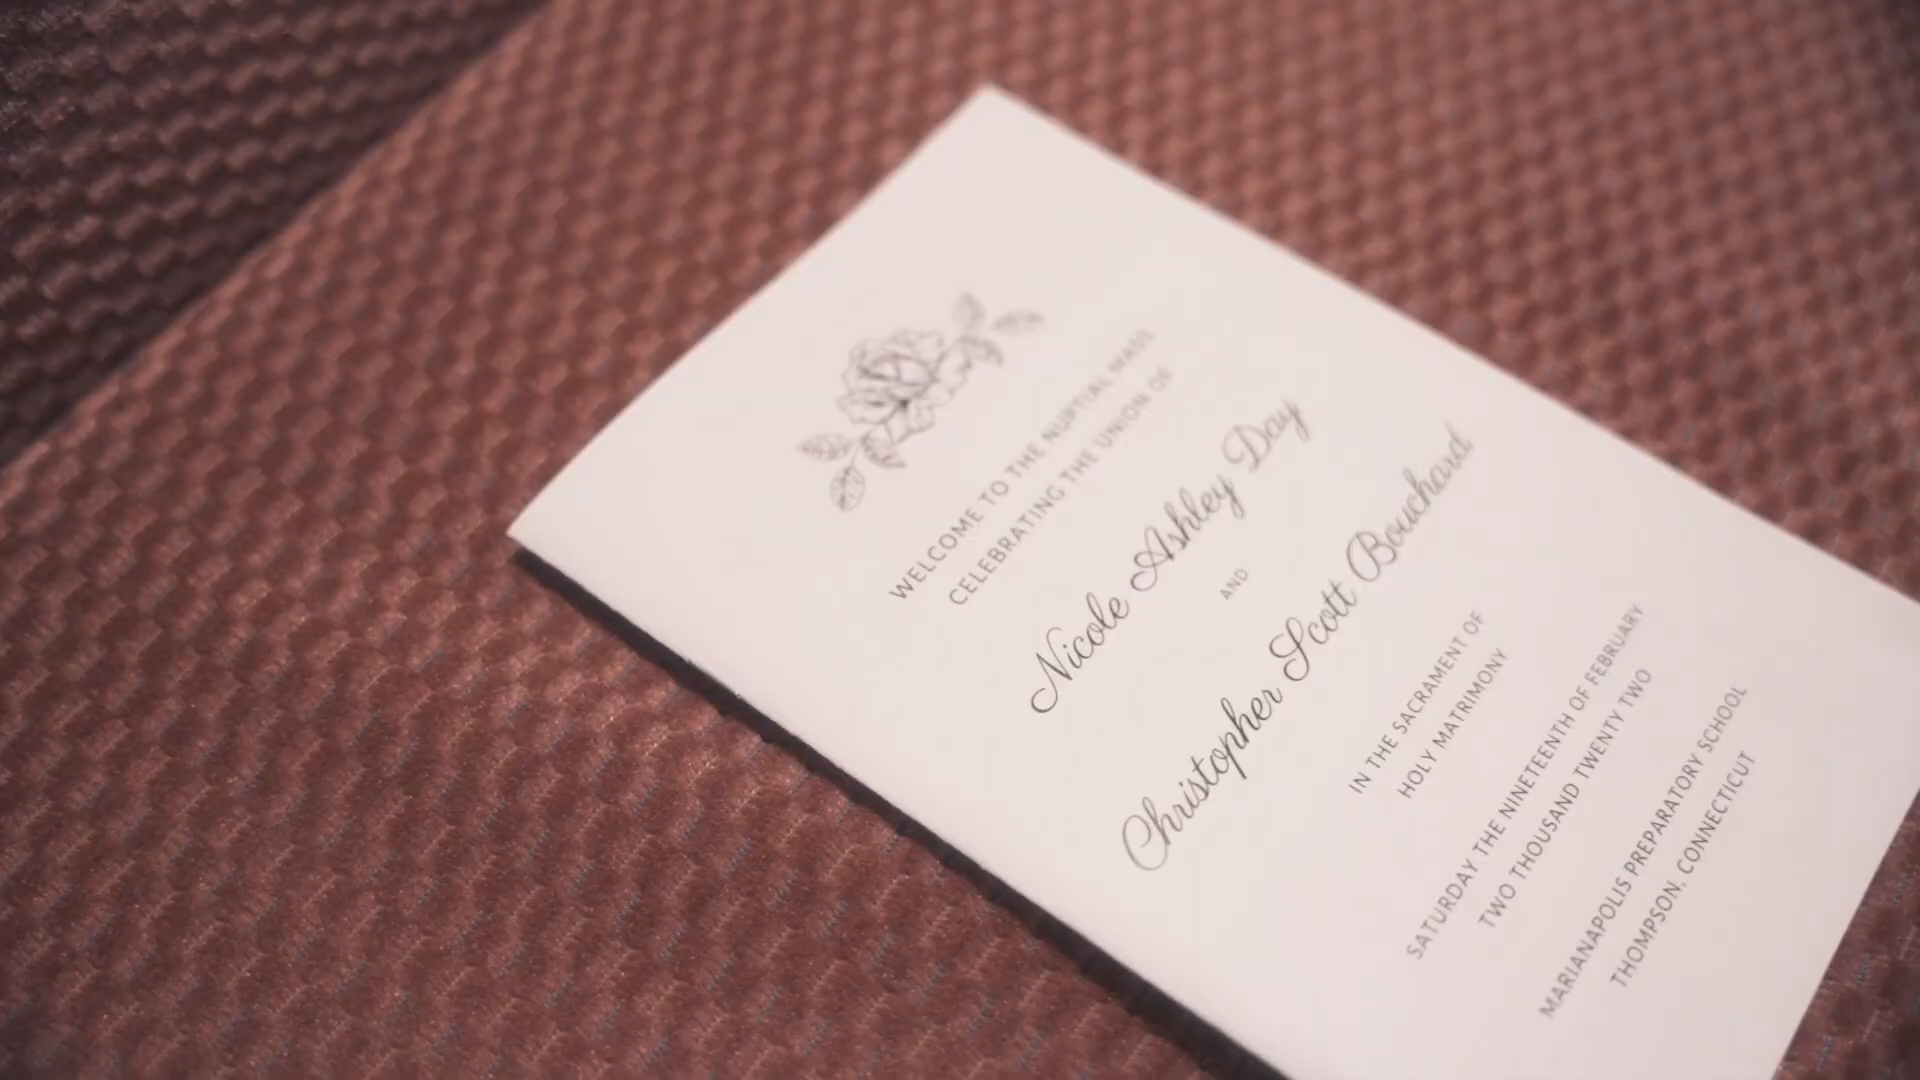 WELCOME TO THE NUPTIAL MASS
CELEBRATING THE UNION OF
Nicole Ashley Day
AND
Christopher Scott Bouchard
IN THE SACRAMENT OF
HOLY MATRIMONY
SATURDAY THE NINETEENTH OF FEBRUARY
TWO THOUSAND TWENTY TWO
MARIANAPOLIS PREPARATORY SCHOOL
THOMPSON, CONNECTICUT